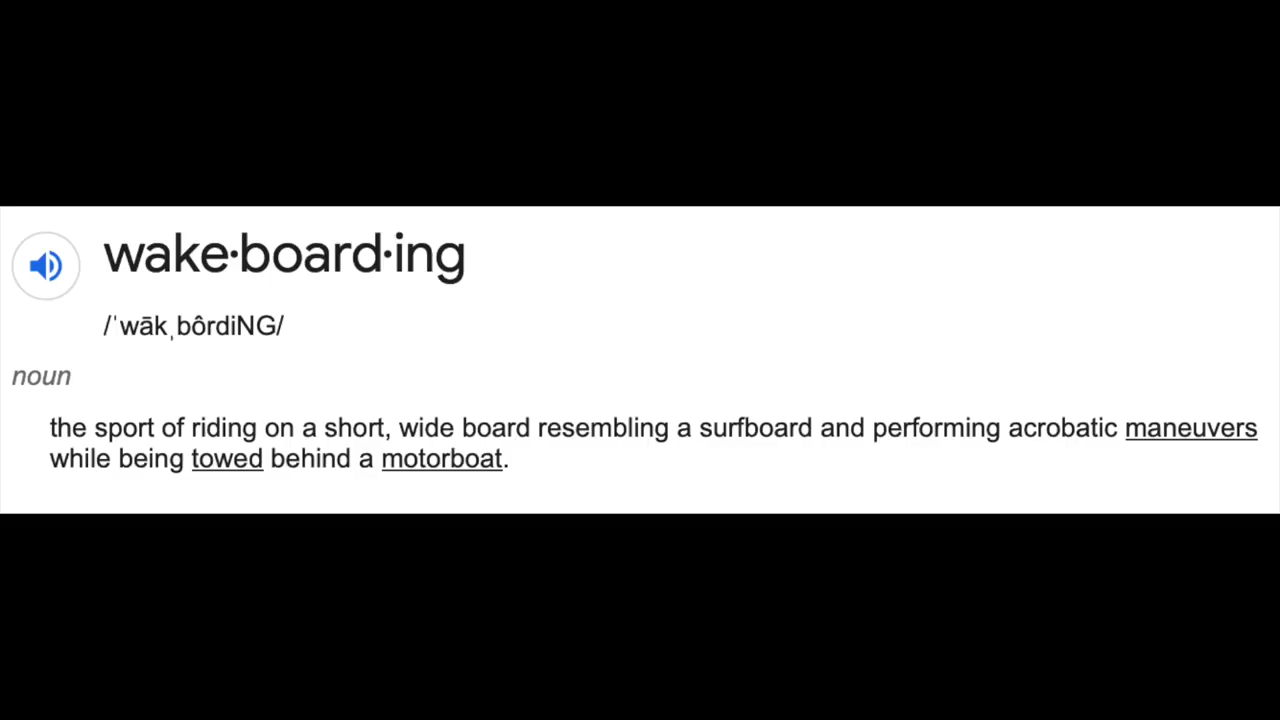 wake·board·ing
/ˈwākˌbôrdiNG/
noun
the sport of riding on a short, wide board resembling a surfboard and performing acrobatic maneuvers
while being towed behind a motorboat.